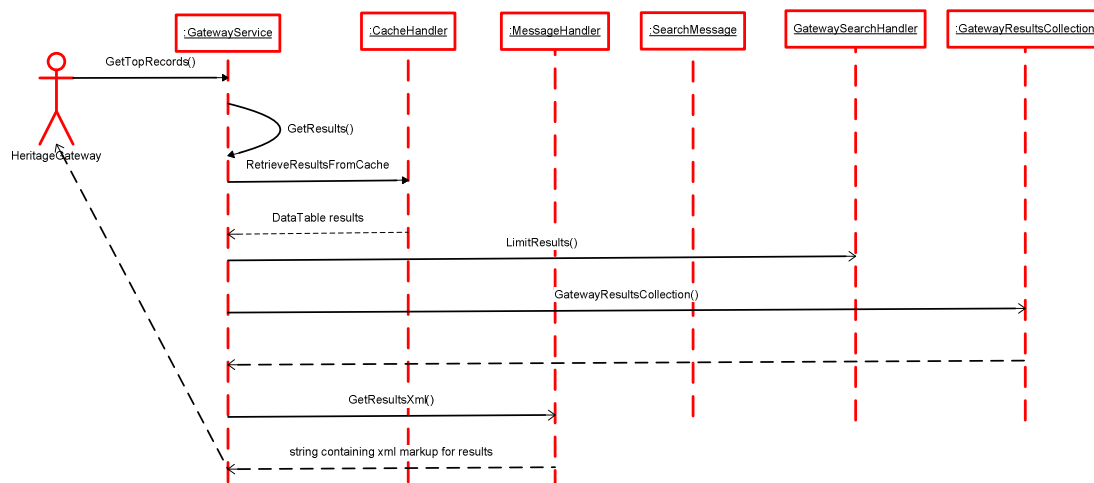 :GatewayService
:CacheHandler
:MessageHandler
:SearchMessage
GatewaySearchHandler
:GatewayResultsCollection
GetTopRecords()
GetResults()
HeritageGateway
RetrieveResultsFromCache
DataTable results
LimitResults()
GatewayResultsCollection()
GetResultsXml()
string containing xml markup for results